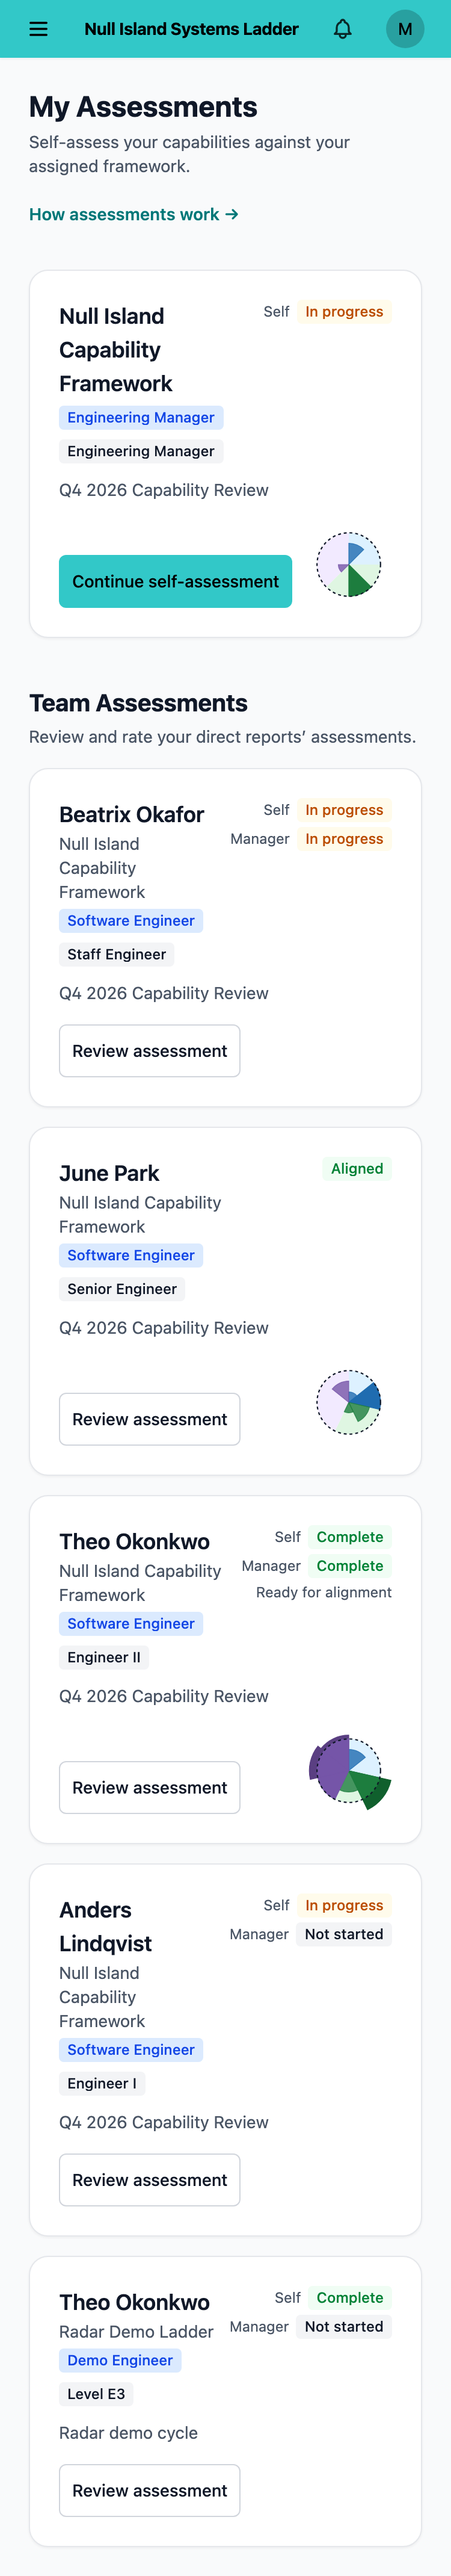 Null Island Systems Ladder
M
My Assessments
Self-assess your capabilities against your
assigned framework.
How assessments work →
Null Island
Capability
Framework
Self In progress
Engineering Manager
Engineering Manager
Q4 2026 Capability Review
Continue self-assessment
Team Assessments
Review and rate your direct reports’ assessments.
Beatrix Okafor
Self In progress
Manager In progress
Null Island
Capability
Framework
Software Engineer
Staff Engineer
Q4 2026 Capability Review
Review assessment
June Park
Aligned
Null Island Capability
Framework
Software Engineer
Senior Engineer
Q4 2026 Capability Review
Review assessment
Theo Okonkwo
Self Complete
Manager Complete
Ready for alignment
Null Island Capability
Framework
Software Engineer
Engineer II
Q4 2026 Capability Review
Review assessment
Anders
Lindqvist
Self In progress
Manager Not started
Null Island
Capability
Framework
Software Engineer
Engineer I
Q4 2026 Capability Review
Review assessment
Theo Okonkwo
Self Complete
Manager Not started
Radar Demo Ladder
Demo Engineer
Level E3
Radar demo cycle
Review assessment